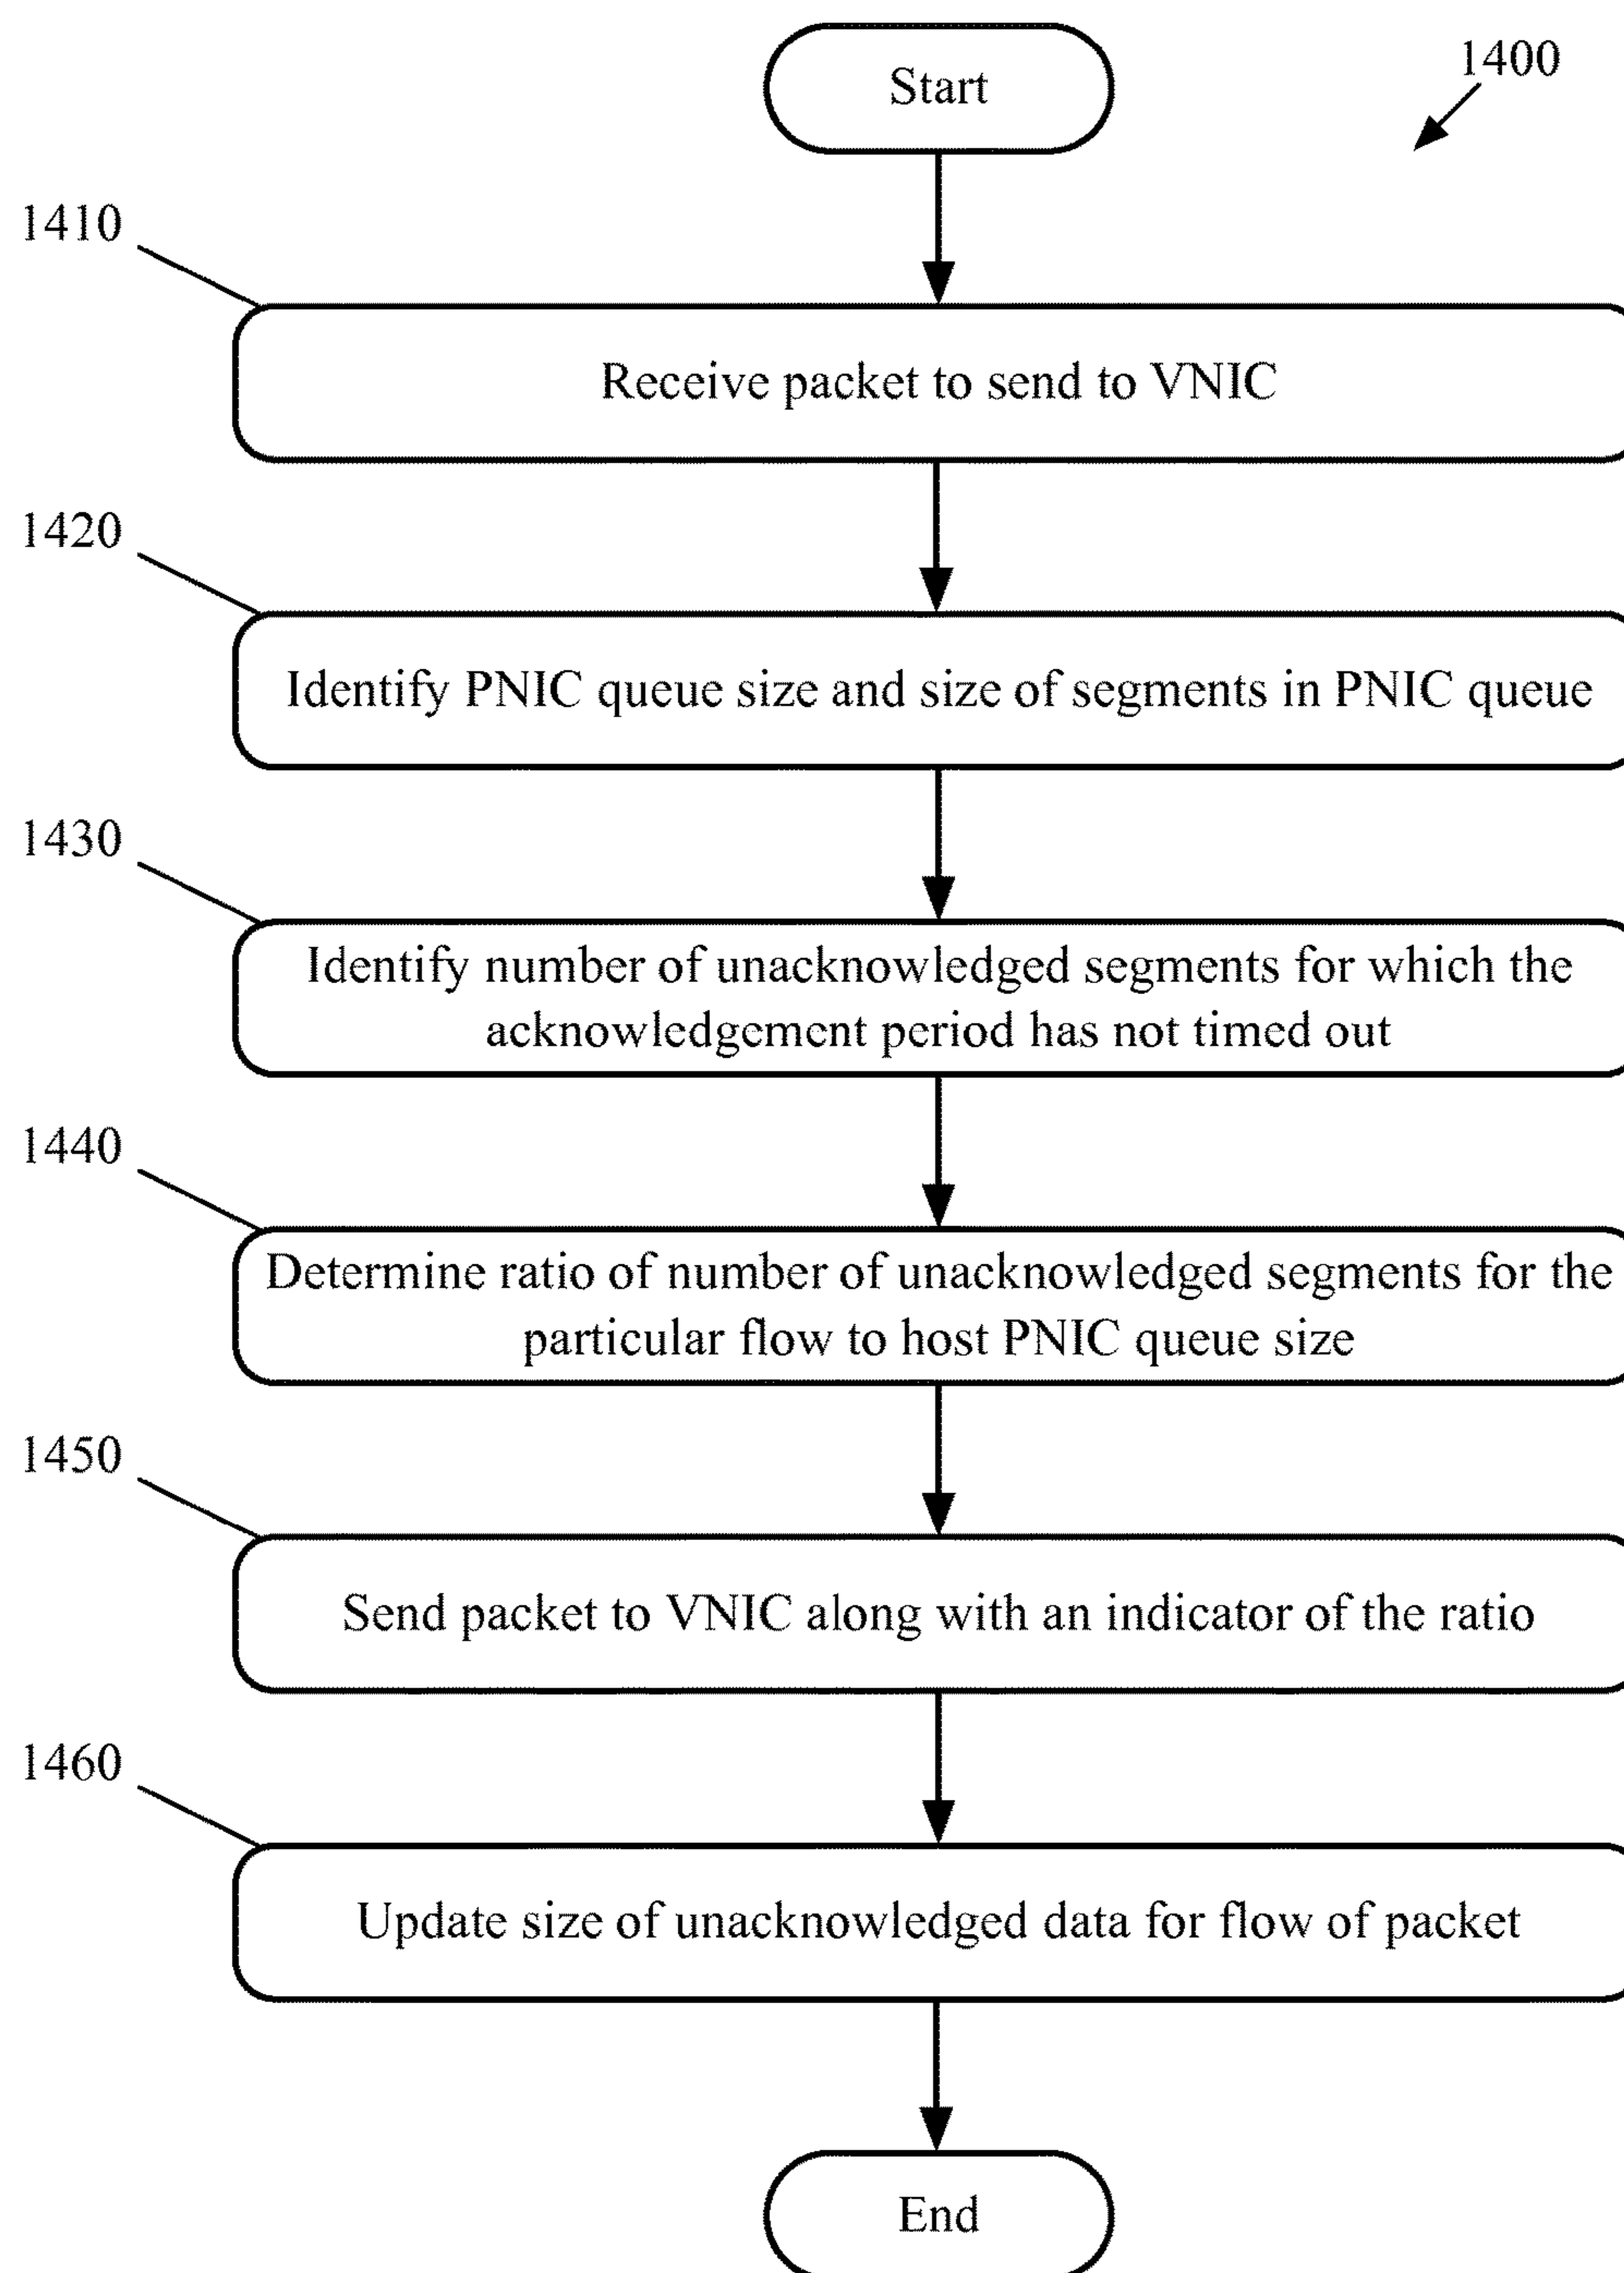 Start
1400
1410
Receive packet to send to VNIC
1420
Identify PNIC queue size and size of segments in PNIC queue
1430
Identify number of unacknowledged segments for which the
acknowledgement period has not timed out
1440
Determine ratio of number of unacknowledged segments for the
particular flow to host PNIC queue size
1450
Send packet to VNIC along with an indicator of the ratio
1460
Update size of unacknowledged data for flow of packet
End